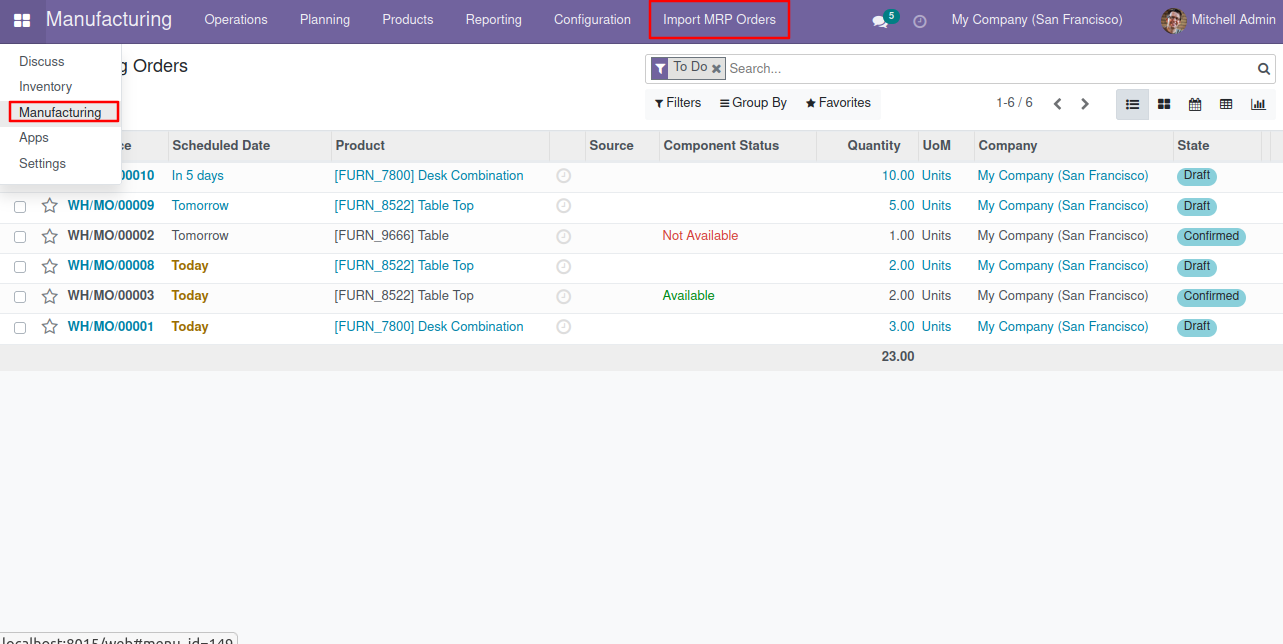 Manufacturing Operations Planning Products Reporting Configuration Import MRP Orders 5 My Company (San Francisco) Mitchell Admin
Discuss
Inventory
Manufacturing
Apps
Settings
g Orders
To Do Search...
Filters Group By Favorites 1-6 / 6
ce Scheduled Date Product Source Component Status Quantity UoM Company State
00010 In 5 days [FURN_7800] Desk Combination 10.00 Units My Company (San Francisco) Draft
WH/MO/00009 Tomorrow [FURN_8522] Table Top 5.00 Units My Company (San Francisco) Draft
WH/MO/00002 Tomorrow [FURN_9666] Table Not Available 1.00 Units My Company (San Francisco) Confirmed
WH/MO/00008 Today [FURN_8522] Table Top 2.00 Units My Company (San Francisco) Draft
WH/MO/00003 Today [FURN_8522] Table Top Available 2.00 Units My Company (San Francisco) Confirmed
WH/MO/00001 Today [FURN_7800] Desk Combination 3.00 Units My Company (San Francisco) Draft
23.00
localhost:8015/web#menu_id=149